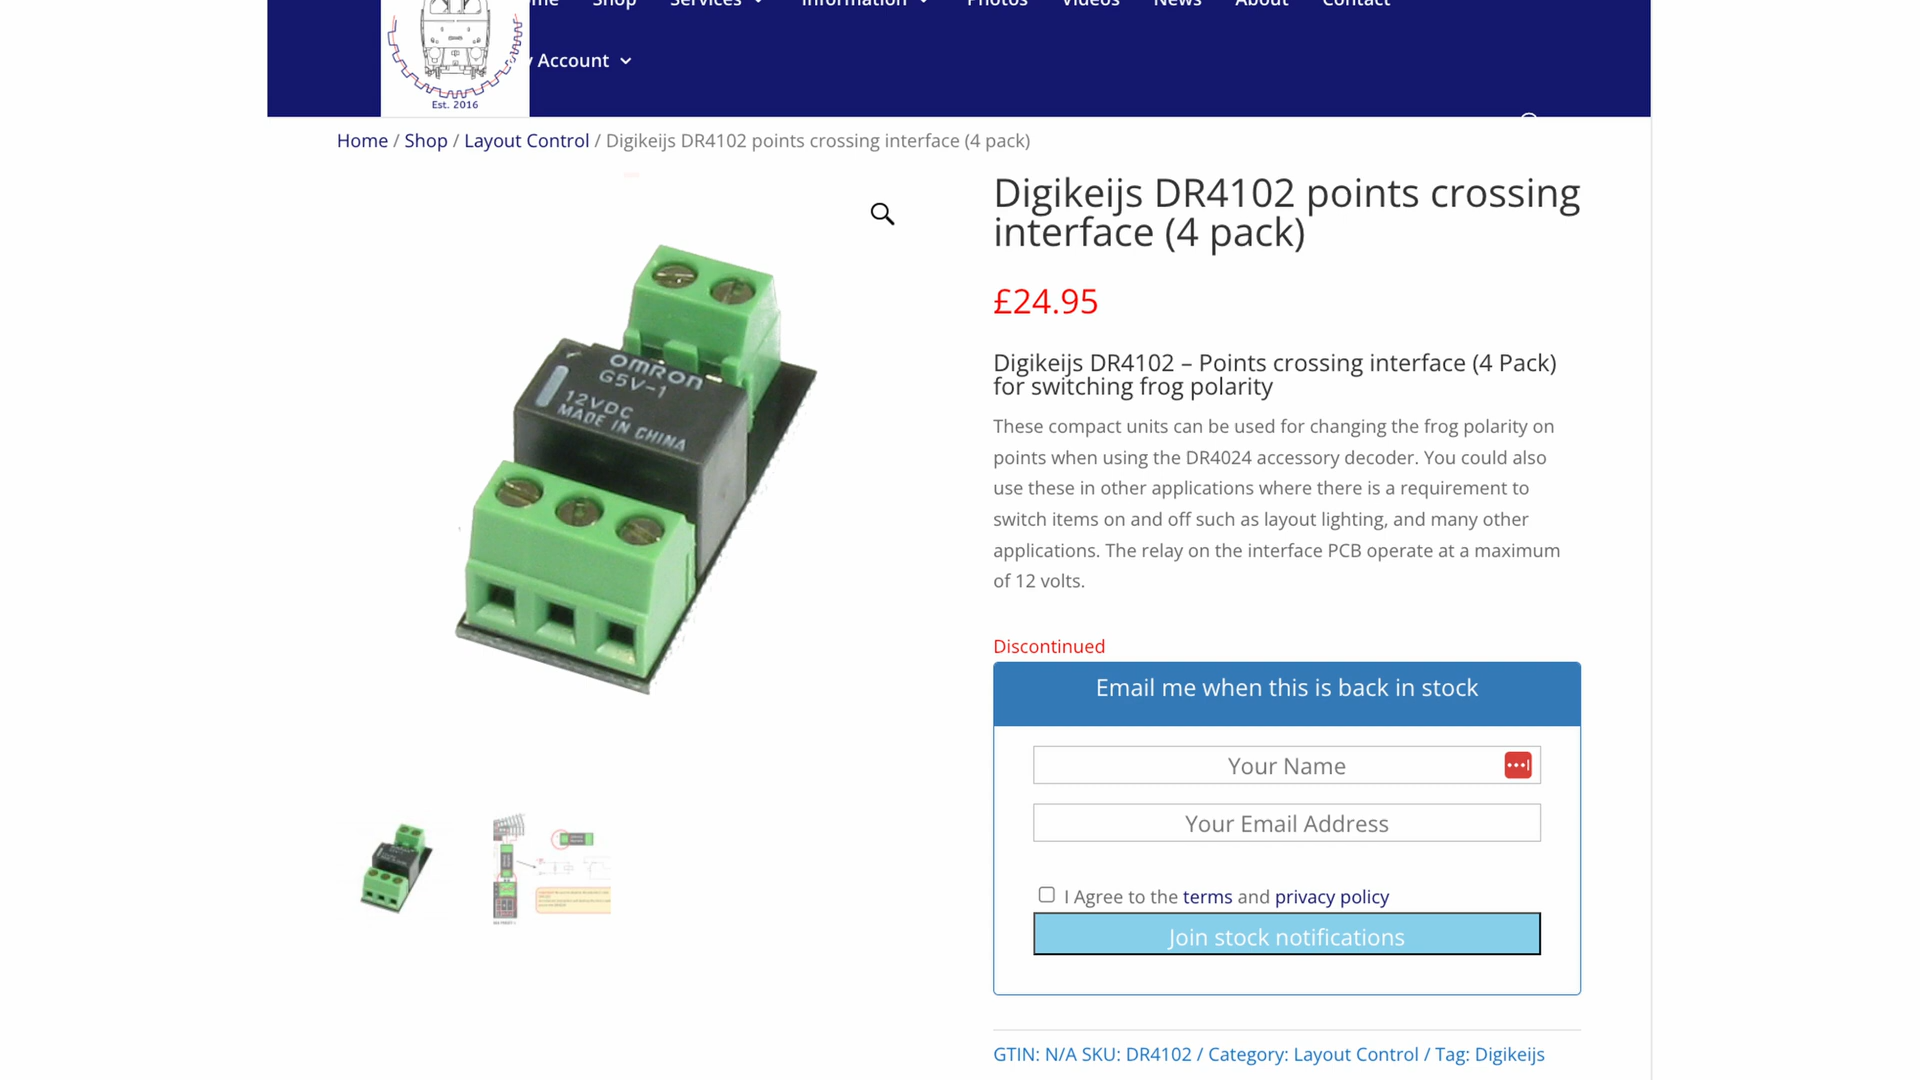 Shop
Services
Information
Photos
Videos
News
About
Contact
Account
Est. 2016
Home / Shop / Layout Control / Digikeijs DR4102 points crossing interface (4 pack)
OMRON
G5V-1
12VDC
MADE IN CHINA
Digikeijs DR4102 points crossing
interface (4 pack)
£24.95
Digikeijs DR4102 – Points crossing interface (4 Pack)
for switching frog polarity
These compact units can be used for changing the frog polarity on
points when using the DR4024 accessory decoder. You could also
use these in other applications where there is a requirement to
switch items on and off such as layout lighting, and many other
applications. The relay on the interface PCB operate at a maximum
of 12 volts.
Discontinued
Email me when this is back in stock
Your Name
Your Email Address
I Agree to the terms and privacy policy
Join stock notifications
GTIN: N/A SKU: DR4102 / Category: Layout Control / Tag: Digikeijs